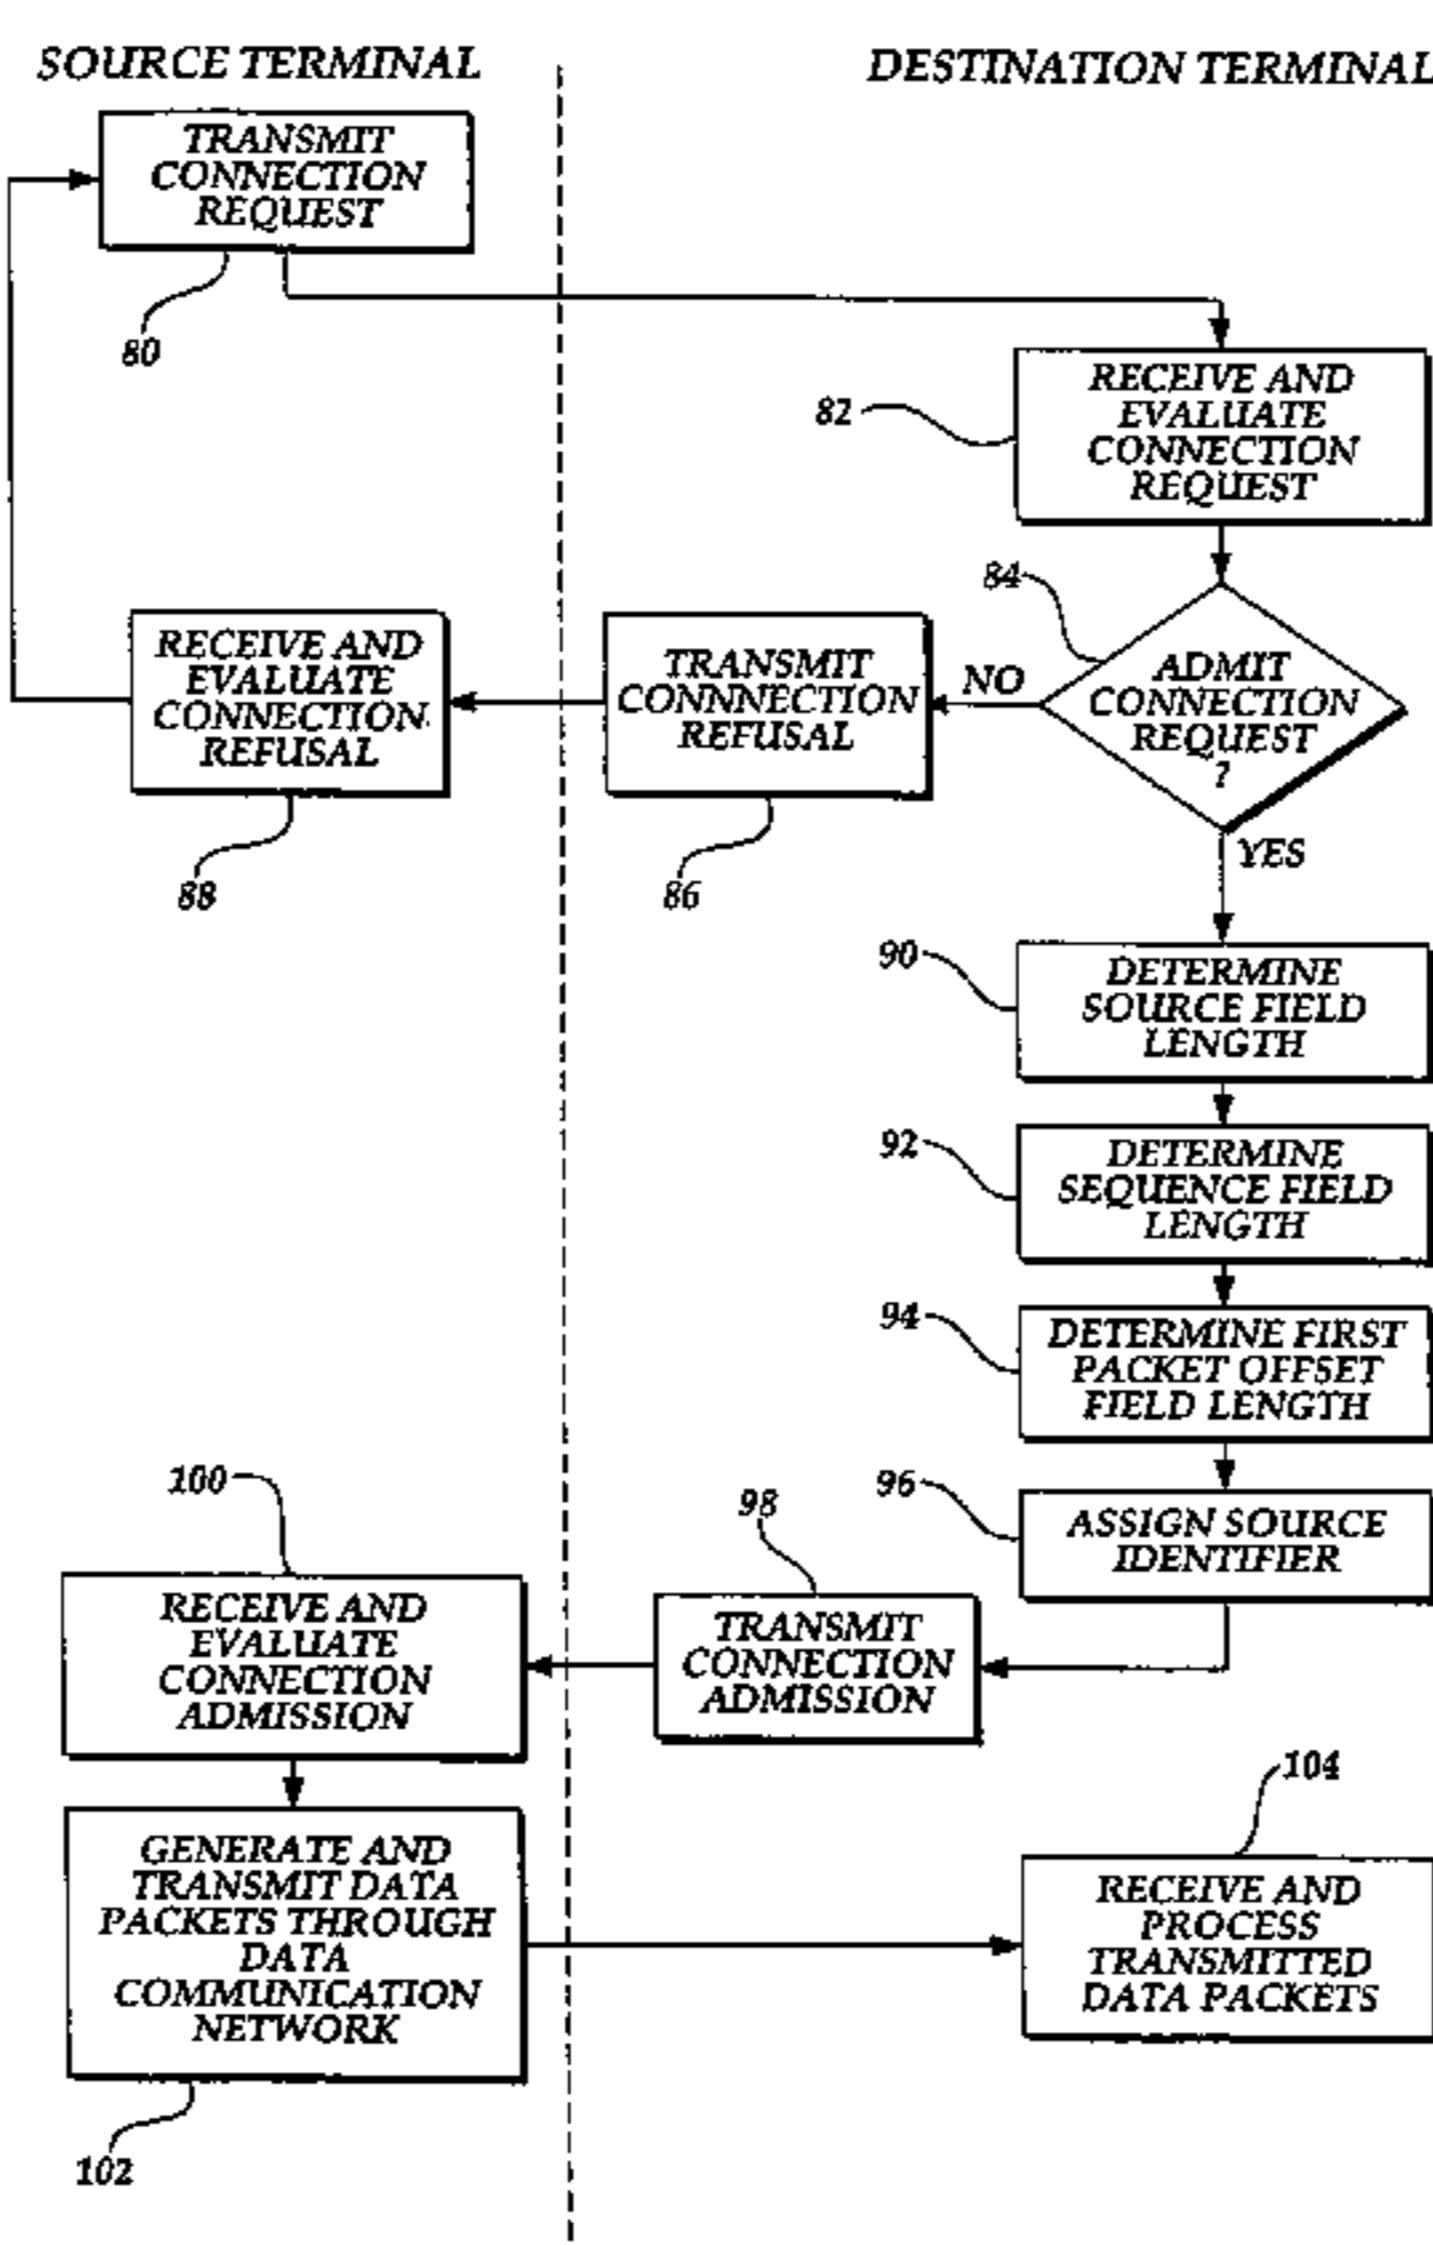 SOURCE TERMINAL
DESTINATION TERMINAL
TRANSMIT
CONNECTION
REQUEST
80
82
RECEIVE AND
EVALUATE
CONNECTION
REQUEST
84
ADMIT
CONNECTION
REQUEST
?
NO
YES
TRANSMIT
CONNNECTION
REFUSAL
86
RECEIVE AND
EVALUATE
CONNECTION
REFUSAL
88
90
DETERMINE
SOURCE FIELD
LENGTH
92
DETERMINE
SEQUENCE FIELD
LENGTH
94
DETERMINE FIRST
PACKET OFFSET
FIELD LENGTH
96
ASSIGN SOURCE
IDENTIFIER
98
TRANSMIT
CONNECTION
ADMISSION
100
RECEIVE AND
EVALUATE
CONNECTION
ADMISSION
GENERATE AND
TRANSMIT DATA
PACKETS THROUGH
DATA
COMMUNICATION
NETWORK
102
104
RECEIVE AND
PROCESS
TRANSMITTED
DATA PACKETS